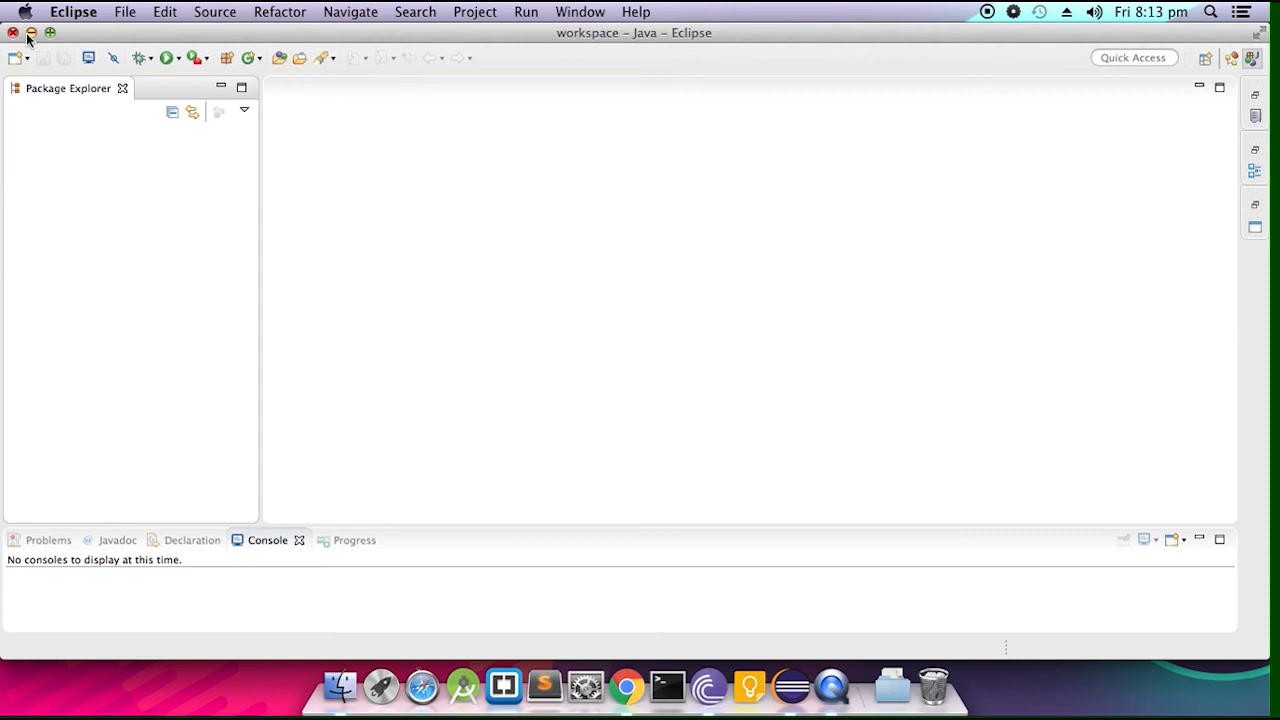 Eclipse File Edit Source Refactor Navigate Search Project Run Window Help Fri 8:13 pm
workspace – Java – Eclipse
Quick Access
Package Explorer
Problems Javadoc Declaration Console Progress
No consoles to display at this time.